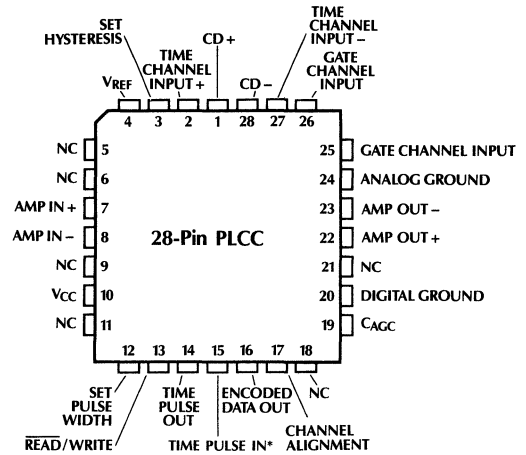 SET
HYSTERESIS
CD +
TIME
CHANNEL
INPUT –
TIME
CHANNEL
INPUT +
GATE
CHANNEL
INPUT
VREF
CD –
4
3
2
1
28
27
26
NC
5
25
GATE CHANNEL INPUT
NC
6
24
ANALOG GROUND
AMP IN +
7
23
AMP OUT –
AMP IN –
8
28-Pin PLCC
22
AMP OUT +
NC
9
21
NC
VCC
10
20
DIGITAL GROUND
NC
11
19
CAGC
12
13
14
15
16
17
18
SET
PULSE
WIDTH
TIME
PULSE
OUT
ENCODED
DATA OUT
NC
READ/WRITE
TIME PULSE IN*
CHANNEL
ALIGNMENT